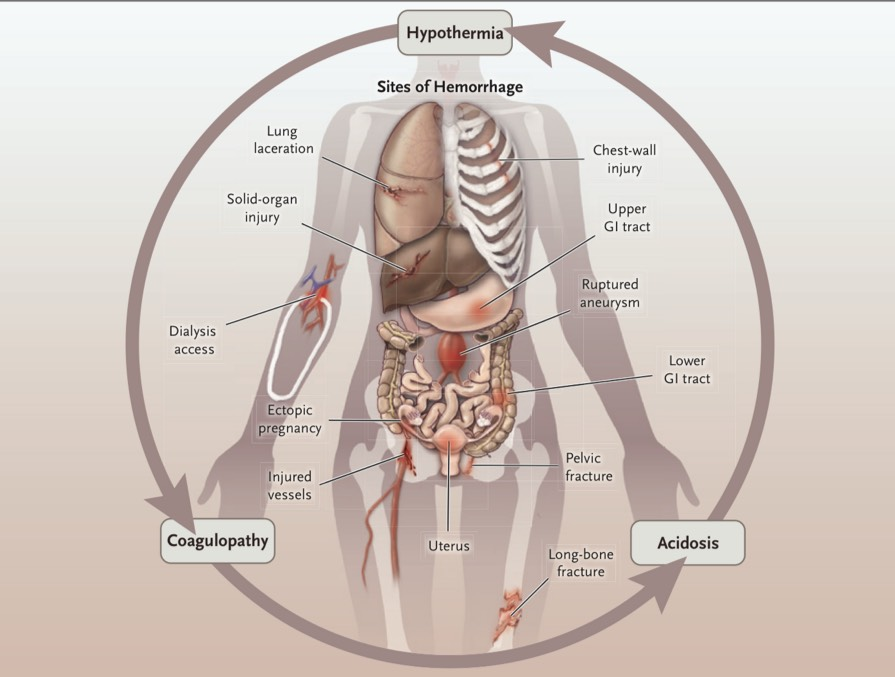 Hypothermia
Sites of Hemorrhage
Lung
laceration
Chest-wall
injury
Solid-organ
injury
Upper
GI tract
Ruptured
aneurysm
Dialysis
access
Lower
GI tract
Ectopic
pregnancy
Injured
vessels
Pelvic
fracture
Coagulopathy
Uterus
Acidosis
Long-bone
fracture